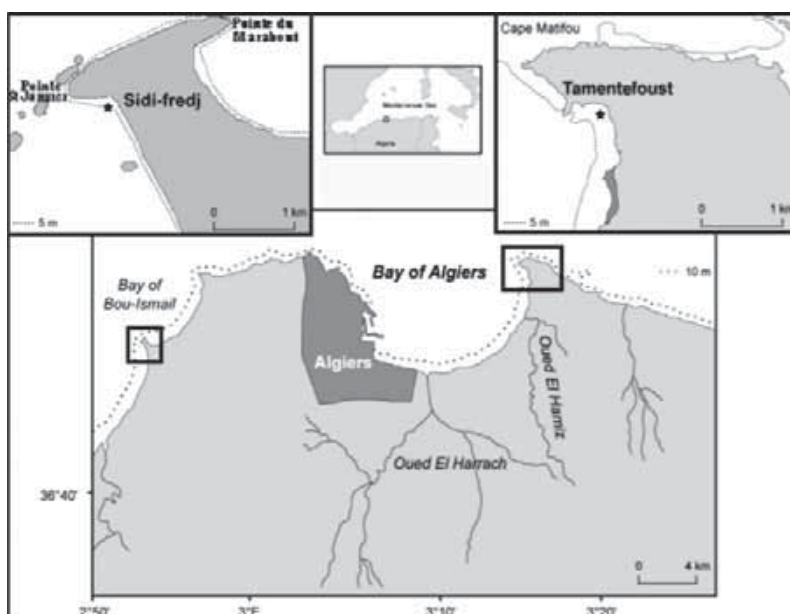 Pointe du
Marabout
Pointe
Sidi-fredj
5 m
0
1 km
Mediterranean Sea
Algeria
Cape Matifou
Tamentefoust
5 m
0
1 km
Bay of
Bou-Ismail
Bay of Algiers
10 m
Algiers
Oued El Hamiz
Oued El Harrach
36°40'
0
4 km
2°50'
3°E
3°10'
3°20'